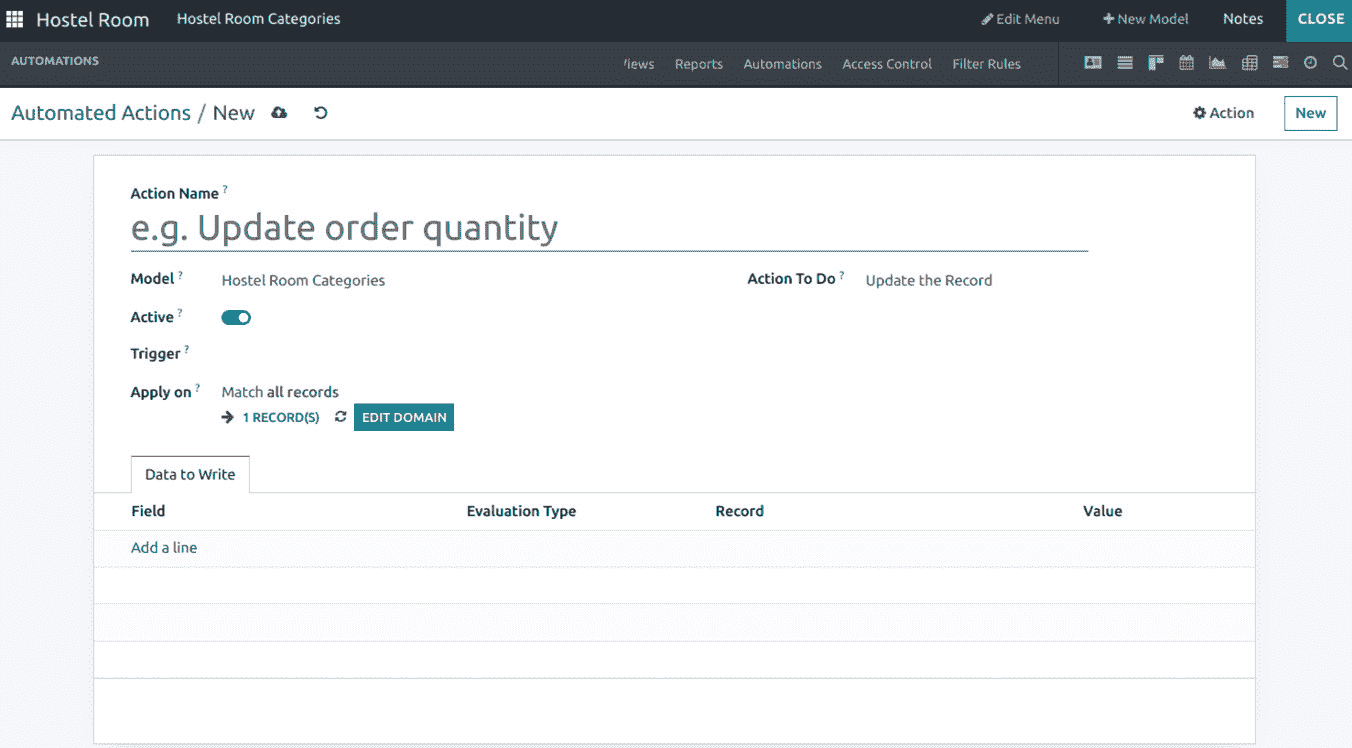 Hostel Room Hostel Room Categories Edit Menu New Model Notes CLOSE
AUTOMATIONS iews Reports Automations Access Control Filter Rules
Automated Actions / New Action New
Action Name ?
e.g. Update order quantity
Model ? Hostel Room Categories Action To Do ? Update the Record
Active ?
Trigger ?
Apply on ? Match all records
1 RECORD(S) EDIT DOMAIN
Data to Write
Field Evaluation Type Record Value
Add a line